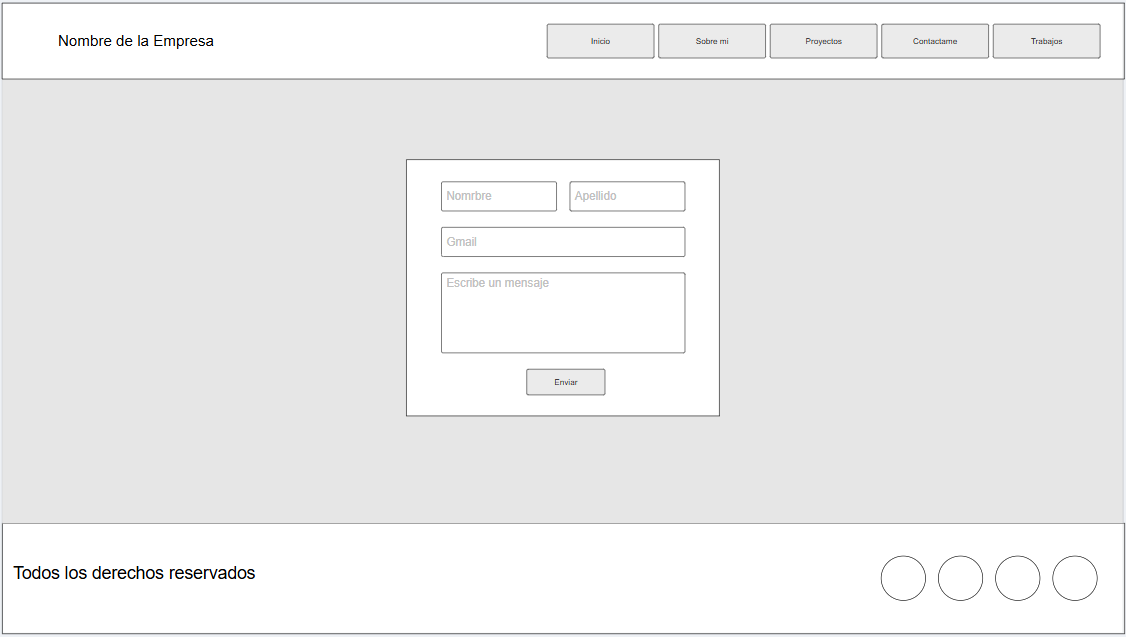 Nombre de la Empresa
Inicio
Sobre mi
Proyectos
Contactame
Trabajos
Nomrbre
Apellido
Gmail
Escribe un mensaje
Enviar
Todos los derechos reservados